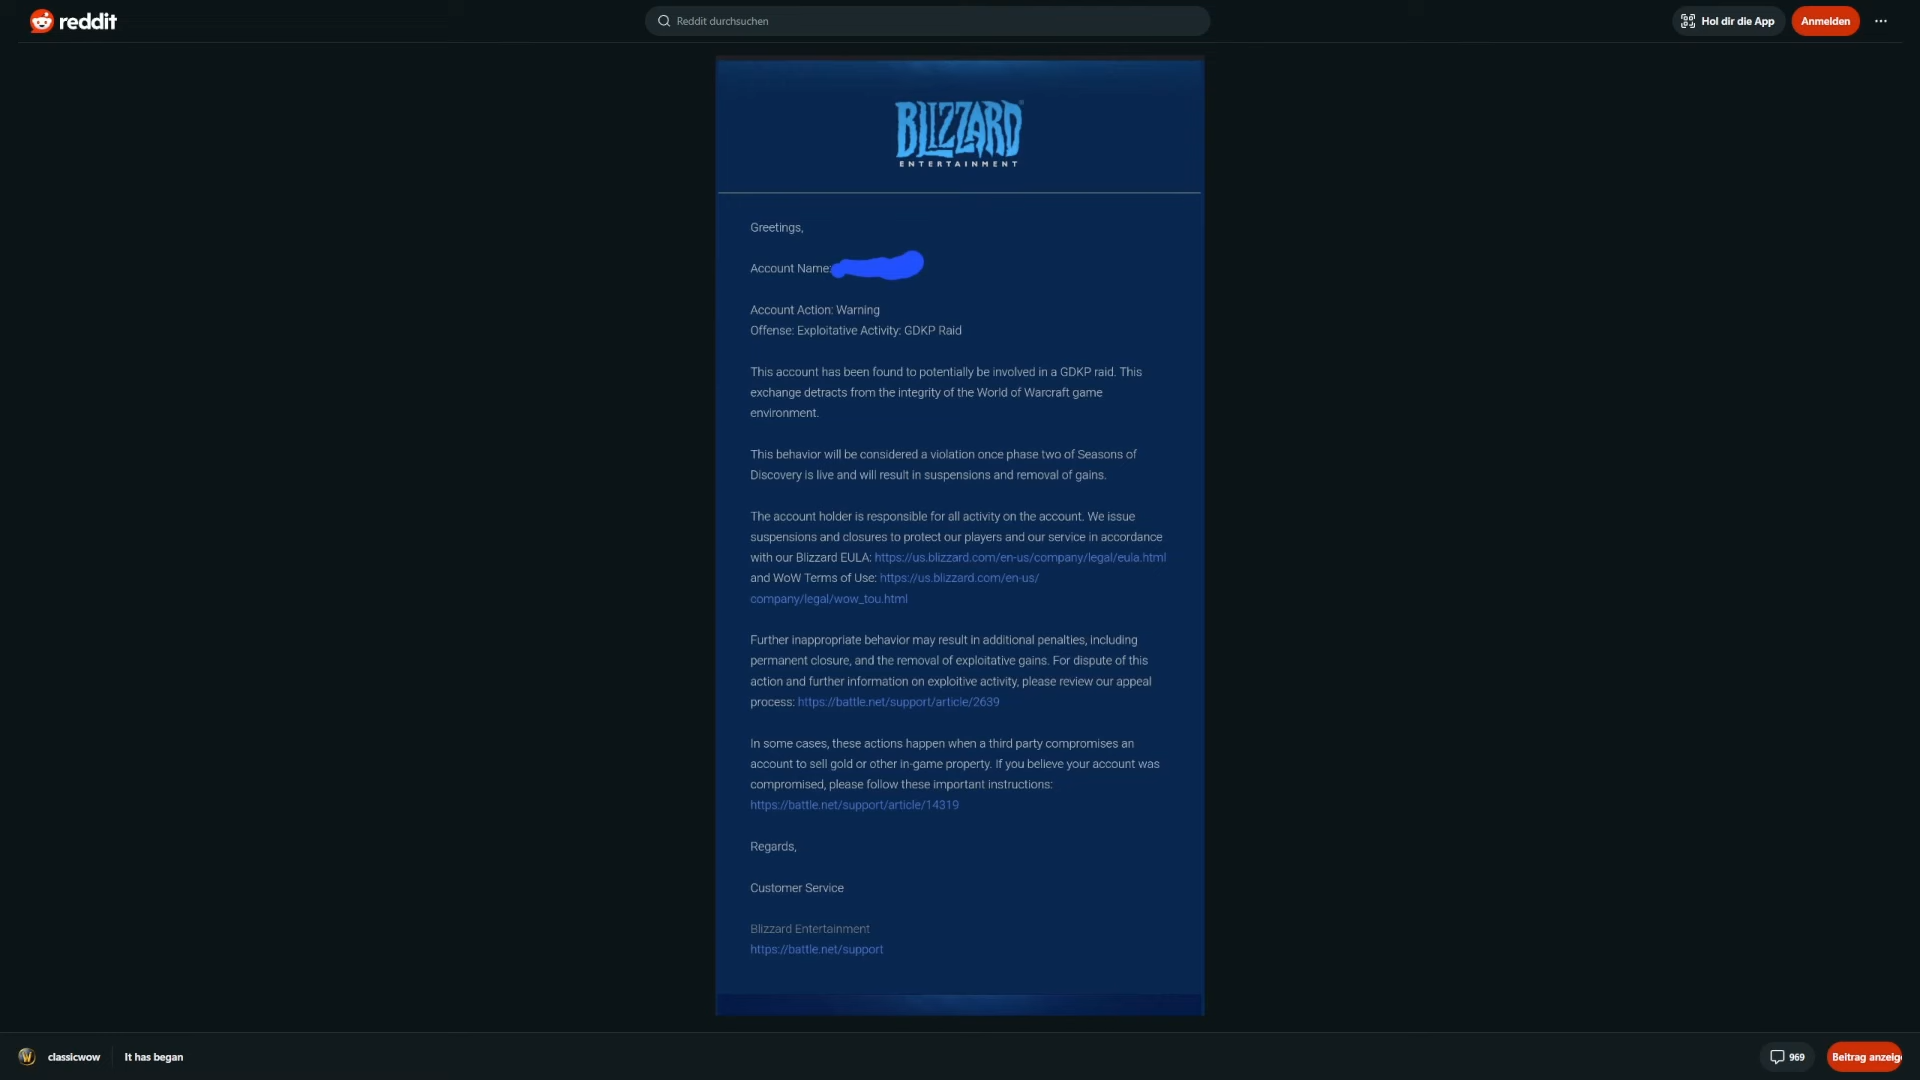 reddit
Reddit durchsuchen
Hol dir die App
Anmelden
BLIZZARD
ENTERTAINMENT
Greetings,
Account Name:
Account Action: Warning
Offense: Exploitative Activity: GDKP Raid
This account has been found to potentially be involved in a GDKP raid. This
exchange detracts from the integrity of the World of Warcraft game
environment.
This behavior will be considered a violation once phase two of Seasons of
Discovery is live and will result in suspensions and removal of gains.
The account holder is responsible for all activity on the account. We issue
suspensions and closures to protect our players and our service in accordance
with our Blizzard EULA: https://us.blizzard.com/en-us/company/legal/eula.html
and WoW Terms of Use: https://us.blizzard.com/en-us/
company/legal/wow_tou.html
Further inappropriate behavior may result in additional penalties, including
permanent closure, and the removal of exploitative gains. For dispute of this
action and further information on exploitive activity, please review our appeal
process: https://battle.net/support/article/2639
In some cases, these actions happen when a third party compromises an
account to sell gold or other in-game property. If you believe your account was
compromised, please follow these important instructions:
https://battle.net/support/article/14319
Regards,
Customer Service
Blizzard Entertainment
https://battle.net/support
classicwow
It has began
969
Beitrag anzeig